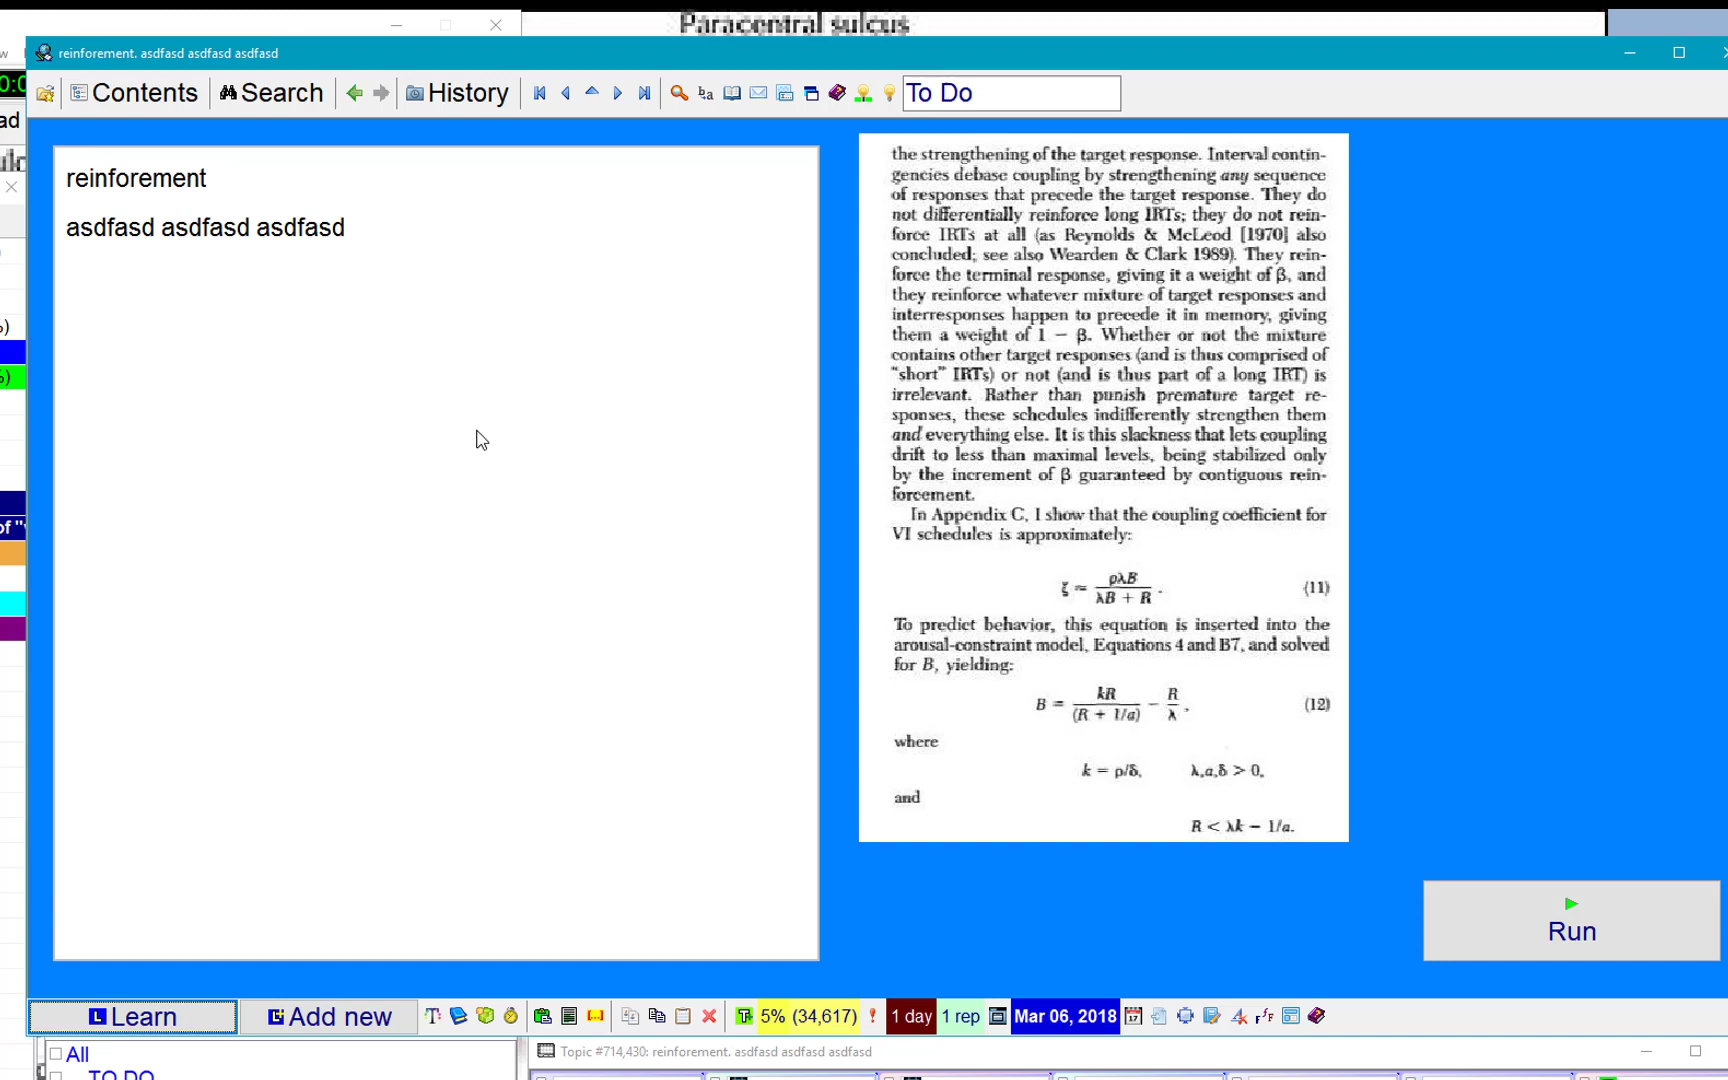 Paracentral sulcus
reinforement. asdfasd asdfasd asdfasd
Contents Search History To Do
reinforement
asdfasd asdfasd asdfasd
the strengthening of the target response. Interval contin-
gencies debase coupling by strengthening any sequence
of responses that precede the target response. They do
not differentially reinforce long IRTs; they do not rein-
force IRTs at all (as Reynolds & McLeod [1970] also
concluded; see also Wearden & Clark 1989). They rein-
force the terminal response, giving it a weight of β, and
they reinforce whatever mixture of target responses and
interresponses happen to precede it in memory, giving
them a weight of 1 − β. Whether or not the mixture
contains other target responses (and is thus comprised of
"short" IRTs) or not (and is thus part of a long IRT) is
irrelevant. Rather than punish premature target re-
sponses, these schedules indifferently strengthen them
and everything else. It is this slackness that lets coupling
drift to less than maximal levels, being stabilized only
by the increment of β guaranteed by contiguous rein-
forcement.
In Appendix C, I show that the coupling coefficient for
VI schedules is approximately:
ξ ≈ ρλB / λB + R . (11)
To predict behavior, this equation is inserted into the
arousal-constraint model, Equations 4 and B7, and solved
for B, yielding:
B = kR / (R + 1/a) − R / λ , (12)
where
k = ρ/δ, λ,a,δ > 0,
and
R < λk − 1/a.
Run
Learn Add new 5% (34,617) 1 day 1 rep Mar 06, 2018
All
TO DO
Topic #714,430: reinforement. asdfasd asdfasd asdfasd